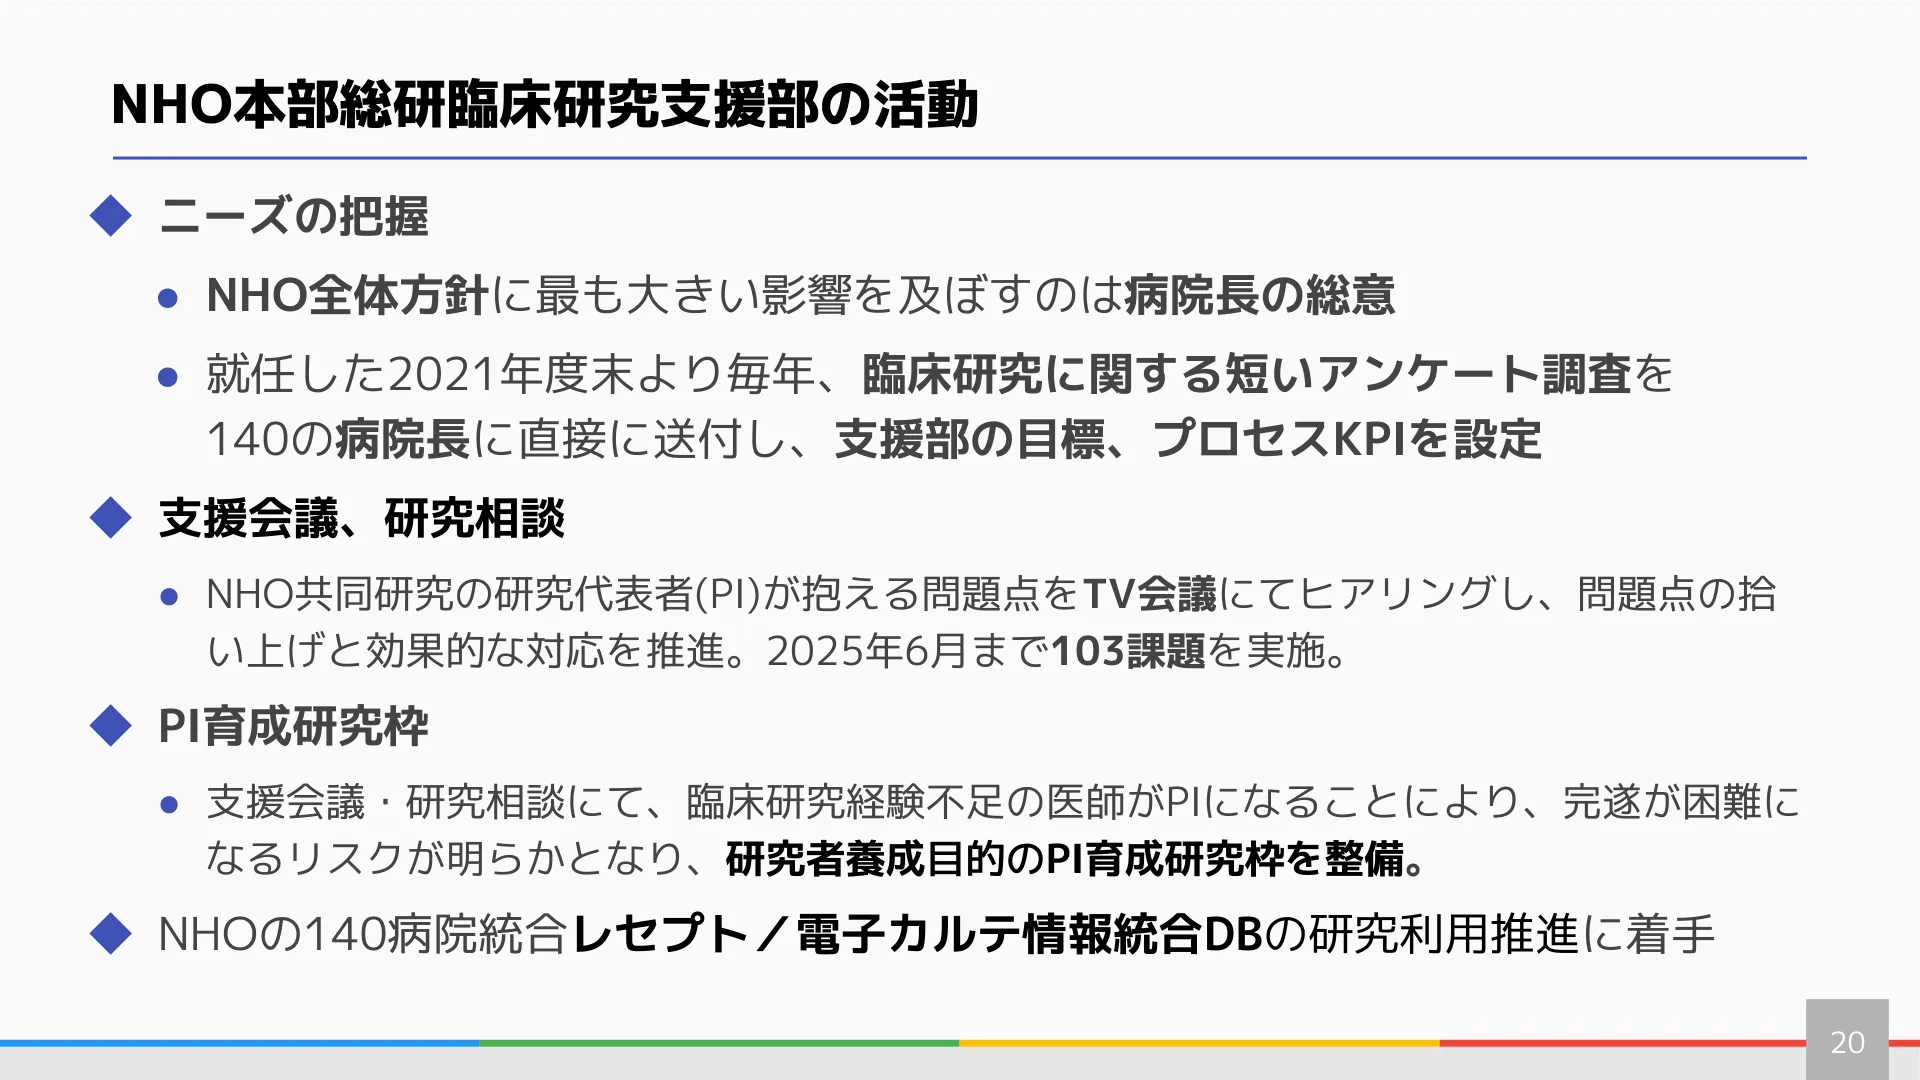 NHO本部総研臨床研究支援部の活動
ニーズの把握
NHO全体方針に最も大きい影響を及ぼすのは病院長の総意
就任した2021年度末より毎年、臨床研究に関する短いアンケート調査を
140の病院長に直接に送付し、支援部の目標、プロセスKPIを設定
支援会議、研究相談
NHO共同研究の研究代表者(PI)が抱える問題点をTV会議にてヒアリングし、問題点の拾
い上げと効果的な対応を推進。2025年6月まで103課題を実施。
PI育成研究枠
支援会議・研究相談にて、臨床研究経験不足の医師がPIになることにより、完遂が困難に
なるリスクが明らかとなり、研究者養成目的のPI育成研究枠を整備。
NHOの140病院統合レセプト／電子カルテ情報統合DBの研究利用推進に着手
20